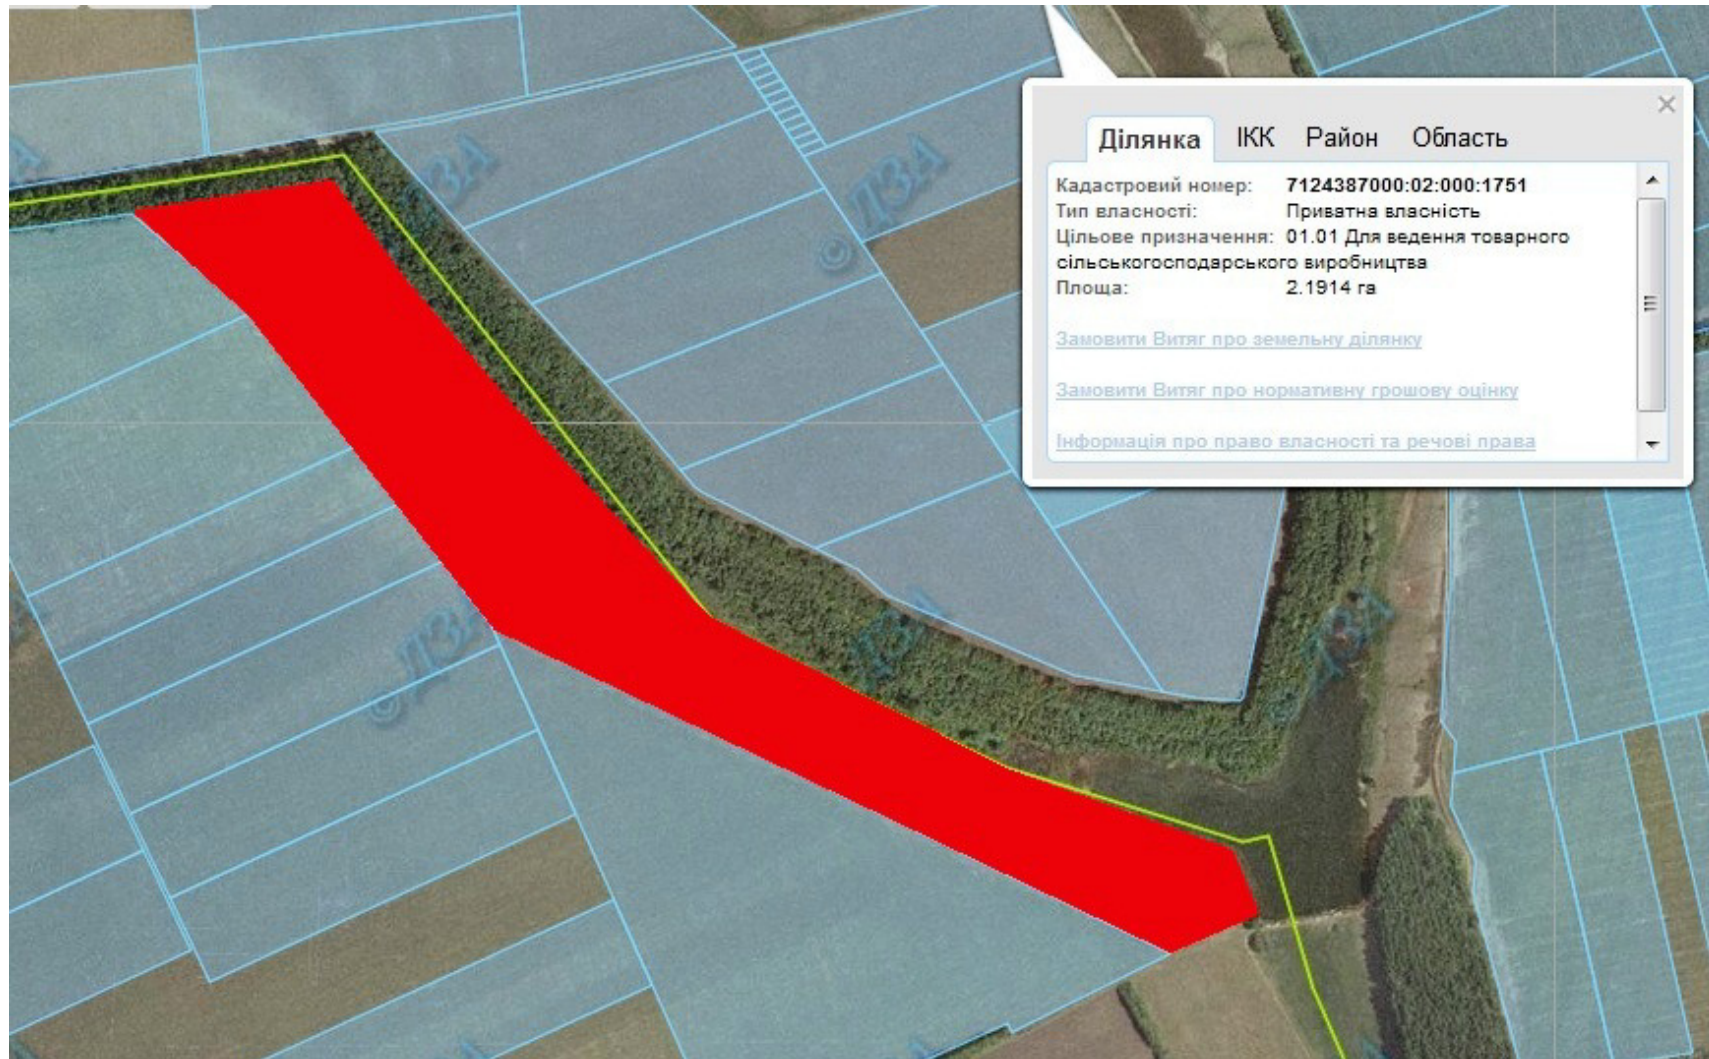 Ділянка ІКК Район Область
Кадастровий номер: 7124387000:02:000:1751
Тип власності: Приватна власність
Цільове призначення: 01.01 Для ведення товарного
сільськогосподарського виробництва
Площа: 2.1914 га
Замовити Витяг про земельну ділянку
Замовити Витяг про нормативну грошову оцінку
Інформація про право власності та речові права
ДЗА
© ДЗА
© ДЗА
ДЗА
ДЗА